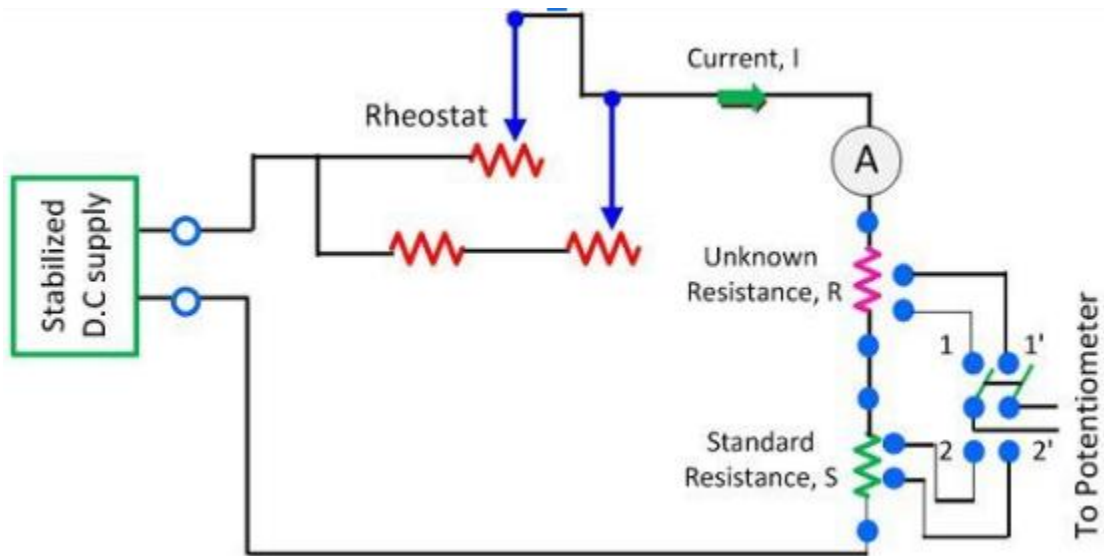 Current, I
Rheostat
A
Stabilized
D.C supply
Unknown
Resistance, R
1
1'
Standard
Resistance, S
2
2'
To Potentiometer